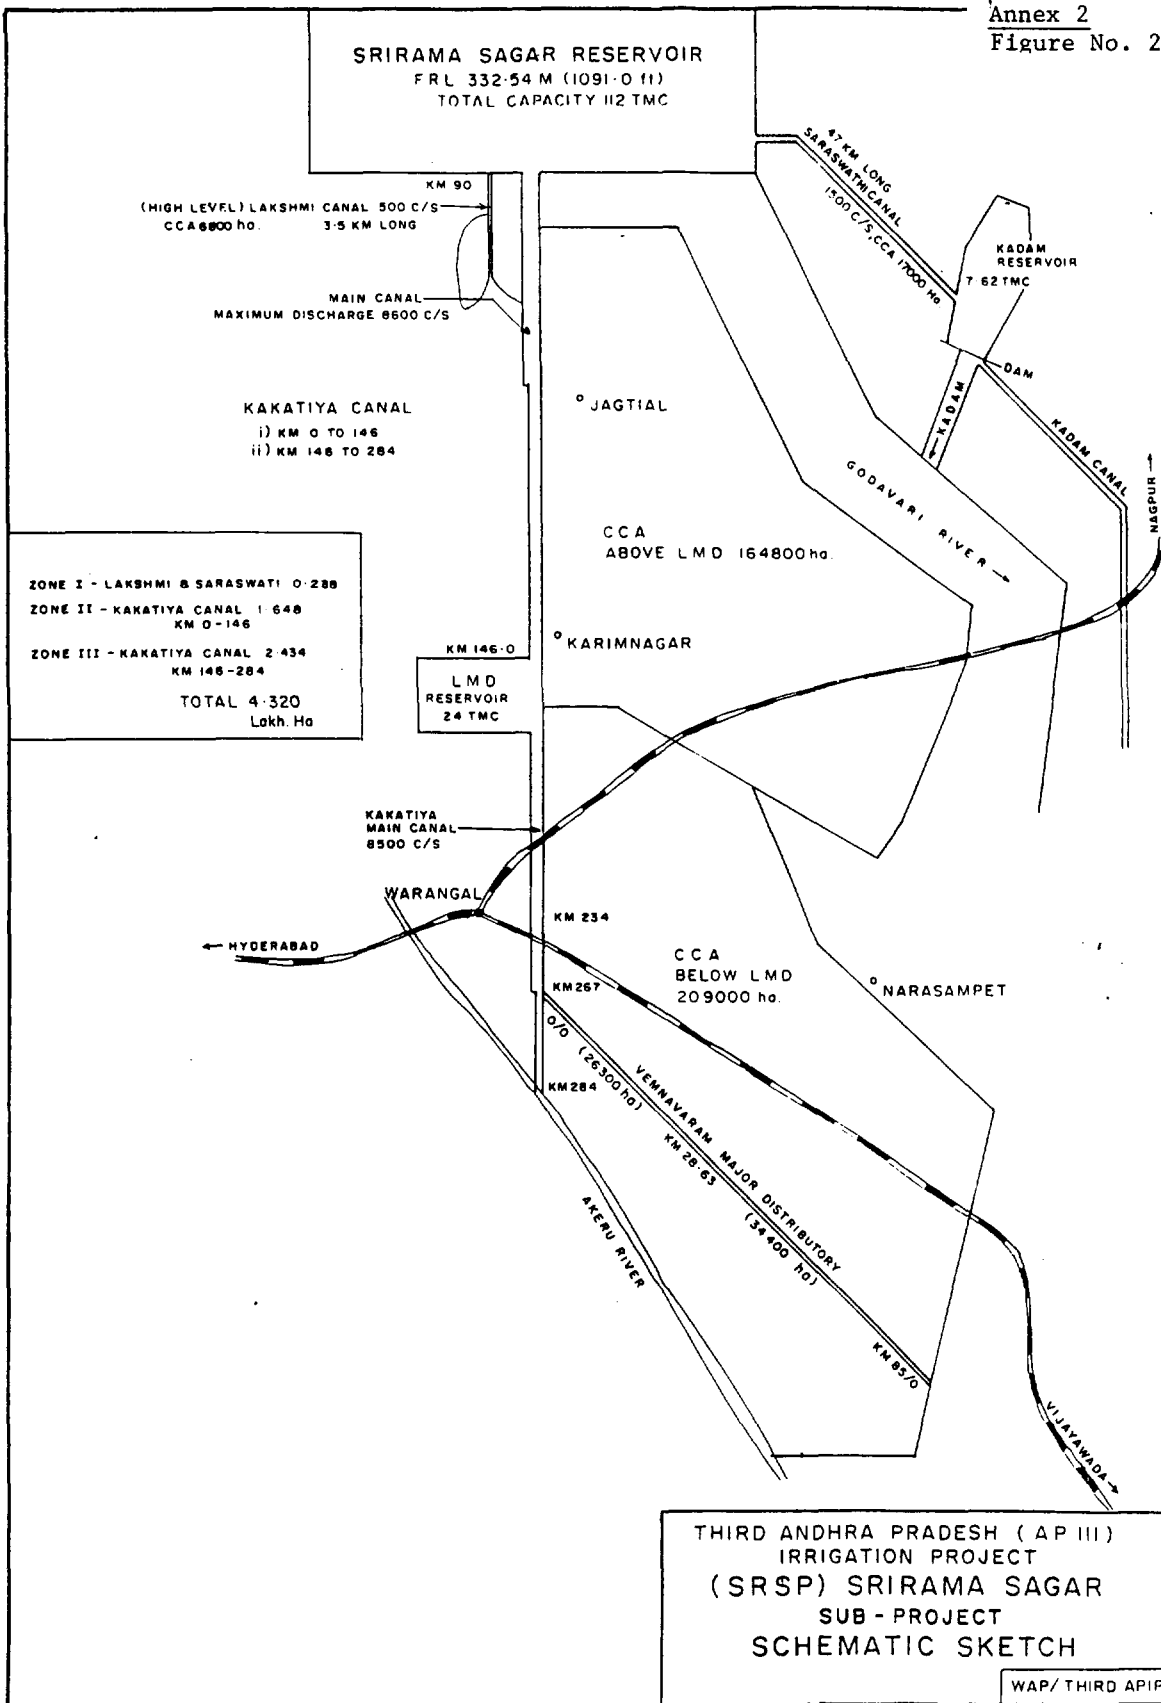 Annex 2
Figure No. 2
SRIRAMA SAGAR RESERVOIR
FRL 332·54 M (1091·0 ft)
TOTAL CAPACITY 112 TMC
47 KM LONG
SARASWATHI CANAL
1500 C/S, CCA 17000 Ha
KM 90
(HIGH LEVEL) LAKSHMI CANAL 500 C/S
CCA 6800 ha. 3·5 KM LONG
KADAM
RESERVOIR
7·62 TMC
MAIN CANAL
MAXIMUM DISCHARGE 8600 C/S
DAM
KADAM
KADAM CANAL
KAKATIYA CANAL
i) KM 0 TO 146
ii) KM 146 TO 284
JAGTIAL
GODAVARI RIVER →
NAGPUR →
CCA
ABOVE LMD 164800 ha.
ZONE I - LAKSHMI & SARASWATI 0·288
ZONE II - KAKATIYA CANAL 1·648
KM 0-146
ZONE III - KAKATIYA CANAL 2·434
KM 146-284
TOTAL 4·320
Lakh. Ha
KARIMNAGAR
KM 146·0
LMD
RESERVOIR
24 TMC
KAKATIYA
MAIN CANAL
8500 C/S
WARANGAL
KM 234
← HYDERABAD
CCA
BELOW LMD
209000 ha.
NARASAMPET
KM267
0/0 (26300 ha)
KM284
VEMNAVARAM MAJOR DISTRIBUTORY
KM 28·63
(34400 ha)
KM 85/0
AKERU RIVER
VIJAYAWADA →
THIRD ANDHRA PRADESH (AP III)
IRRIGATION PROJECT
(SRSP) SRIRAMA SAGAR
SUB - PROJECT
SCHEMATIC SKETCH
WAP/ THIRD APIP